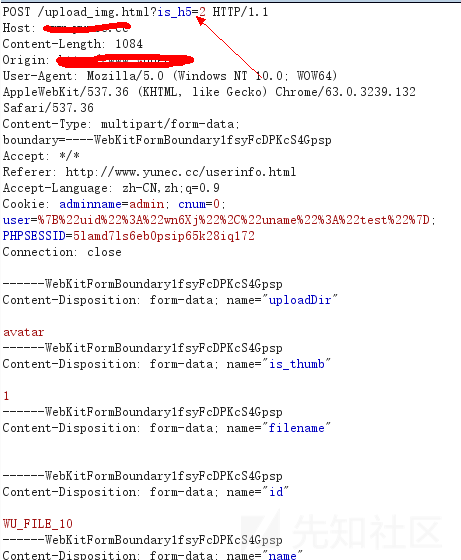 POST /upload_img.html?is_h5=2 HTTP/1.1
Host:
Content-Length: 1084
Origin:
User-Agent: Mozilla/5.0 (Windows NT 10.0; WOW64)
AppleWebKit/537.36 (KHTML, like Gecko) Chrome/63.0.3239.132
Safari/537.36
Content-Type: multipart/form-data;
boundary=----WebKitFormBoundary1fsyFcDPKcS4Gpsp
Accept: */*
Referer: http://www.yunec.cc/userinfo.html
Accept-Language: zh-CN,zh;q=0.9
Cookie: adminname=admin; cnum=0;
user=%7B%22uid%22%3A%22wn6Xj%22%2C%22uname%22%3A%22test%22%7D;
PHPSESSID=5lamd7ls6eb0psip65k28iq172
Connection: close
------WebKitFormBoundary1fsyFcDPKcS4Gpsp
Content-Disposition: form-data; name="uploadDir"
avatar
------WebKitFormBoundary1fsyFcDPKcS4Gpsp
Content-Disposition: form-data; name="is_thumb"
1
------WebKitFormBoundary1fsyFcDPKcS4Gpsp
Content-Disposition: form-data; name="filename"
------WebKitFormBoundary1fsyFcDPKcS4Gpsp
Content-Disposition: form-data; name="id"
WU_FILE_10
------WebKitFormBoundary1fsyFcDPKcS4Gpsp
Content-Disposition: form-data; name="name"
先知社区